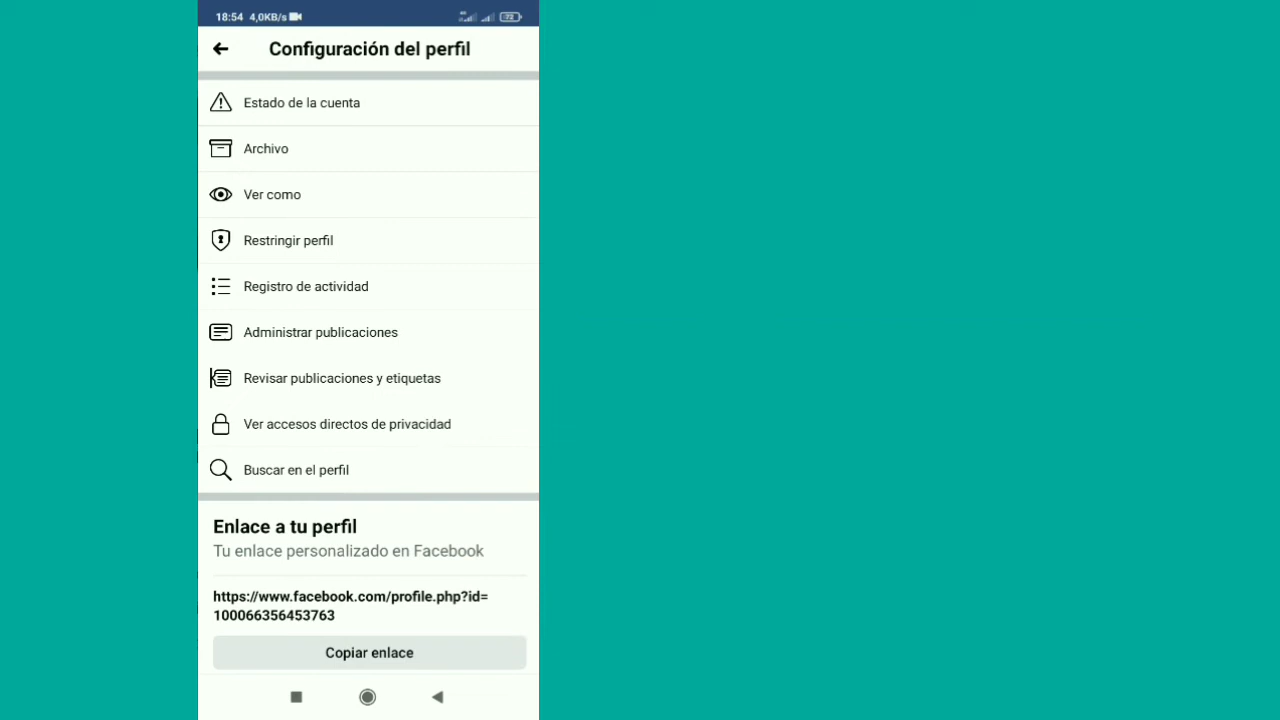 18:54 4,0KB/s
4G 72
Configuración del perfil
Estado de la cuenta
Archivo
Ver como
Restringir perfil
Registro de actividad
Administrar publicaciones
Revisar publicaciones y etiquetas
Ver accesos directos de privacidad
Buscar en el perfil
Enlace a tu perfil
Tu enlace personalizado en Facebook
https://www.facebook.com/profile.php?id=
100066356453763
Copiar enlace